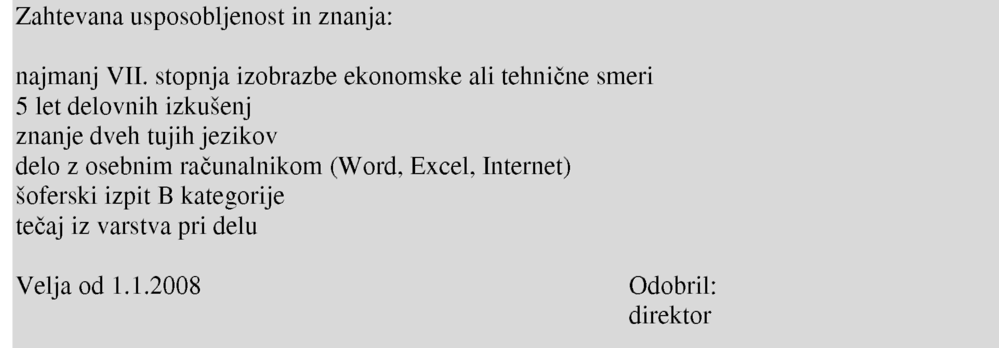 Zahtevana usposobljenost in znanja:
najmanj VII. stopnja izobrazbe ekonomske ali tehnične smeri
5 let delovnih izkušenj
znanje dveh tujih jezikov
delo z osebnim računalnikom (Word, Excel, Internet)
šoferski izpit B kategorije
tečaj iz varstva pri delu
Velja od 1.1.2008 Odobril:
direktor